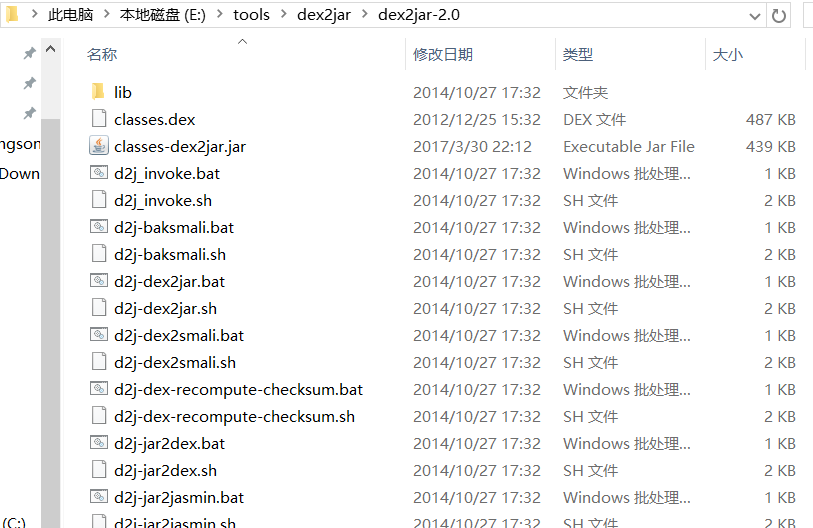 此电脑 › 本地磁盘 (E:) › tools › dex2jar › dex2jar-2.0
名称 修改日期 类型 大小
lib 2014/10/27 17:32 文件夹
classes.dex 2012/12/25 15:32 DEX 文件 487 KB
classes-dex2jar.jar 2017/3/30 22:12 Executable Jar File 439 KB
ngson d2j_invoke.bat 2014/10/27 17:32 Windows 批处理... 1 KB
Down d2j_invoke.sh 2014/10/27 17:32 SH 文件 2 KB
d2j-baksmali.bat 2014/10/27 17:32 Windows 批处理... 1 KB
d2j-baksmali.sh 2014/10/27 17:32 SH 文件 2 KB
d2j-dex2jar.bat 2014/10/27 17:32 Windows 批处理... 1 KB
d2j-dex2jar.sh 2014/10/27 17:32 SH 文件 2 KB
d2j-dex2smali.bat 2014/10/27 17:32 Windows 批处理... 1 KB
d2j-dex2smali.sh 2014/10/27 17:32 SH 文件 2 KB
d2j-dex-recompute-checksum.bat 2014/10/27 17:32 Windows 批处理... 1 KB
d2j-dex-recompute-checksum.sh 2014/10/27 17:32 SH 文件 2 KB
d2j-jar2dex.bat 2014/10/27 17:32 Windows 批处理... 1 KB
d2j-jar2dex.sh 2014/10/27 17:32 SH 文件 2 KB
d2j-jar2jasmin.bat 2014/10/27 17:32 Windows 批处理... 1 KB
(C:) d2j-jar2jasmin.sh 2014/10/27 17:32 SH 文件 2 KB